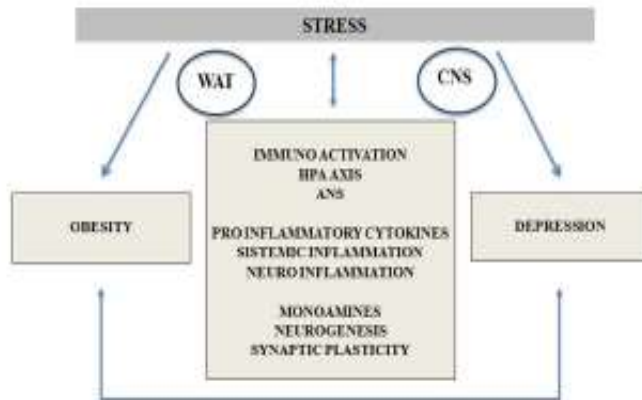 STRESS
WAT
CNS
IMMUNO ACTIVATION
HPA AXIS
ANS
OBESITY
PRO INFLAMMATORY CYTOKINES
SISTEMIC INFLAMMATION
NEURO INFLAMMATION
DEPRESSION
MONOAMINES
NEUROGENESIS
SYNAPTIC PLASTICITY